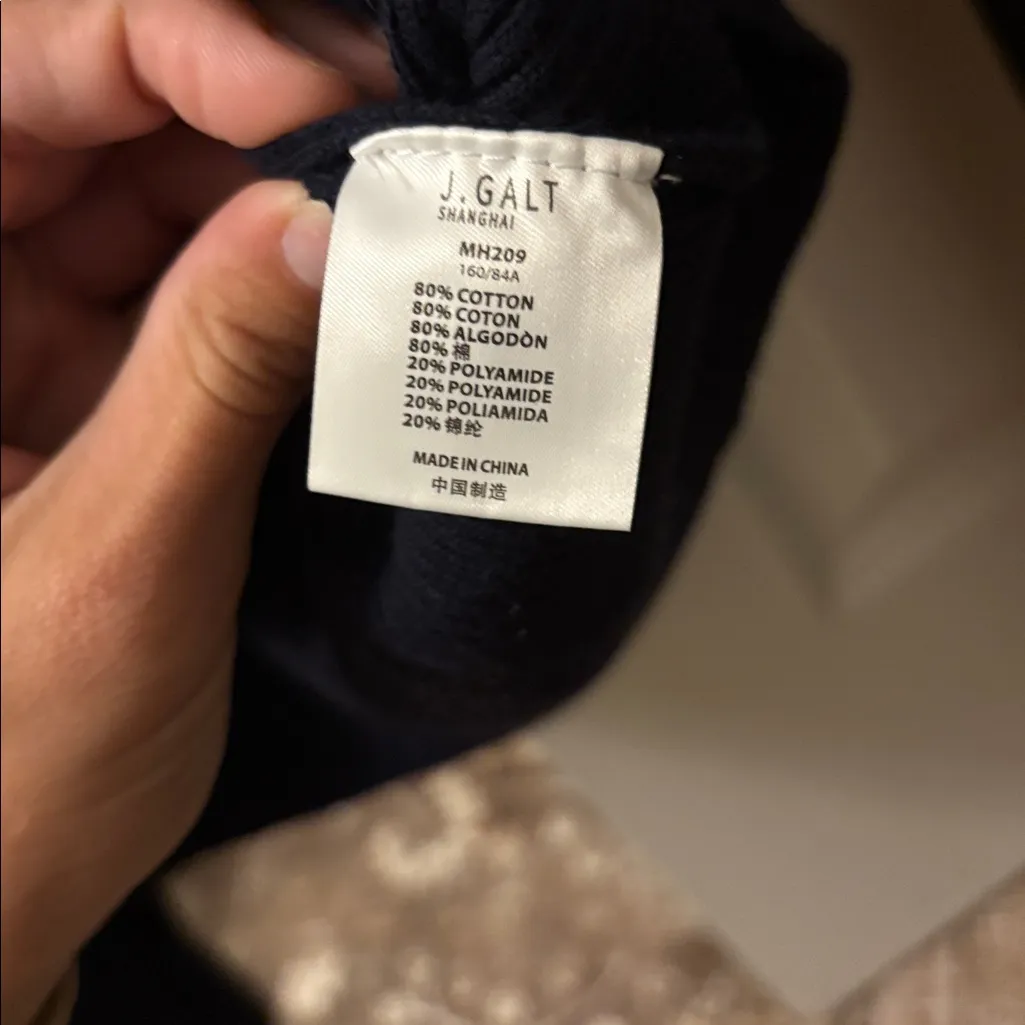 J.GALT
SHANGHAI
MH209
160/84A
80% COTTON
80% COTON
80% ALGODÒN
80% 棉
20% POLYAMIDE
20% POLYAMIDE
20% POLIAMIDA
20% 锦纶
MADE IN CHINA
中国制造